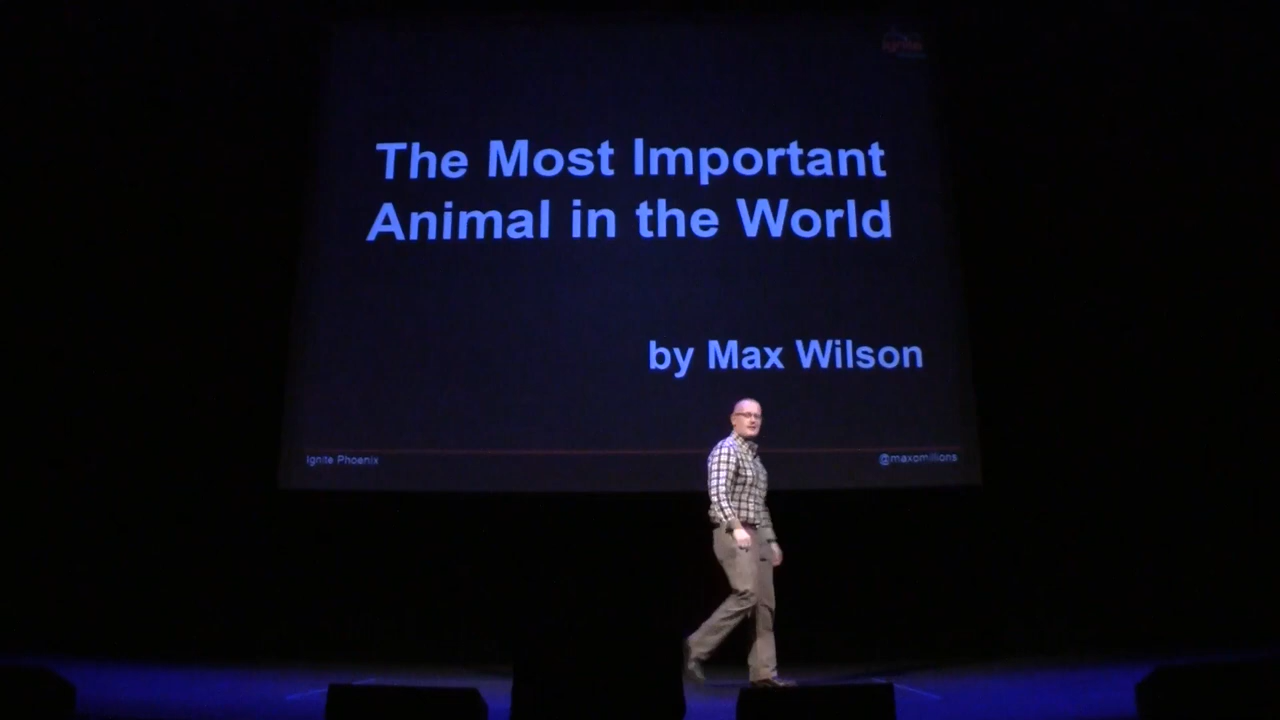 The Most Important
Animal in the World
by Max Wilson
Ignite Phoenix
@maxomillions